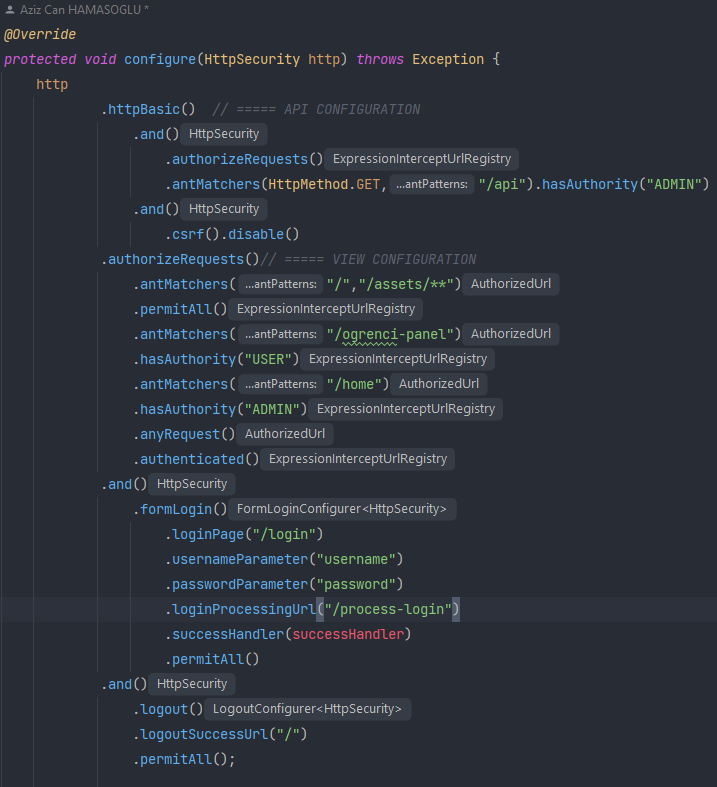 Aziz Can HAMASOGLU *
@Override
protected void configure(HttpSecurity http) throws Exception {
http
.httpBasic() // ===== API CONFIGURATION
.and() HttpSecurity
.authorizeRequests() ExpressionInterceptUrlRegistry
.antMatchers(HttpMethod.GET, ...antPatterns: "/api").hasAuthority("ADMIN")
.and() HttpSecurity
.csrf().disable()
.authorizeRequests()// ===== VIEW CONFIGURATION
.antMatchers( ...antPatterns: "/","/assets/**") AuthorizedUrl
.permitAll() ExpressionInterceptUrlRegistry
.antMatchers( ...antPatterns: "/ogrenci-panel") AuthorizedUrl
.hasAuthority("USER") ExpressionInterceptUrlRegistry
.antMatchers( ...antPatterns: "/home") AuthorizedUrl
.hasAuthority("ADMIN") ExpressionInterceptUrlRegistry
.anyRequest() AuthorizedUrl
.authenticated() ExpressionInterceptUrlRegistry
.and() HttpSecurity
.formLogin() FormLoginConfigurer<HttpSecurity>
.loginPage("/login")
.usernameParameter("username")
.passwordParameter("password")
.loginProcessingUrl("/process-login")
.successHandler(successHandler)
.permitAll()
.and() HttpSecurity
.logout() LogoutConfigurer<HttpSecurity>
.logoutSuccessUrl("/")
.permitAll();